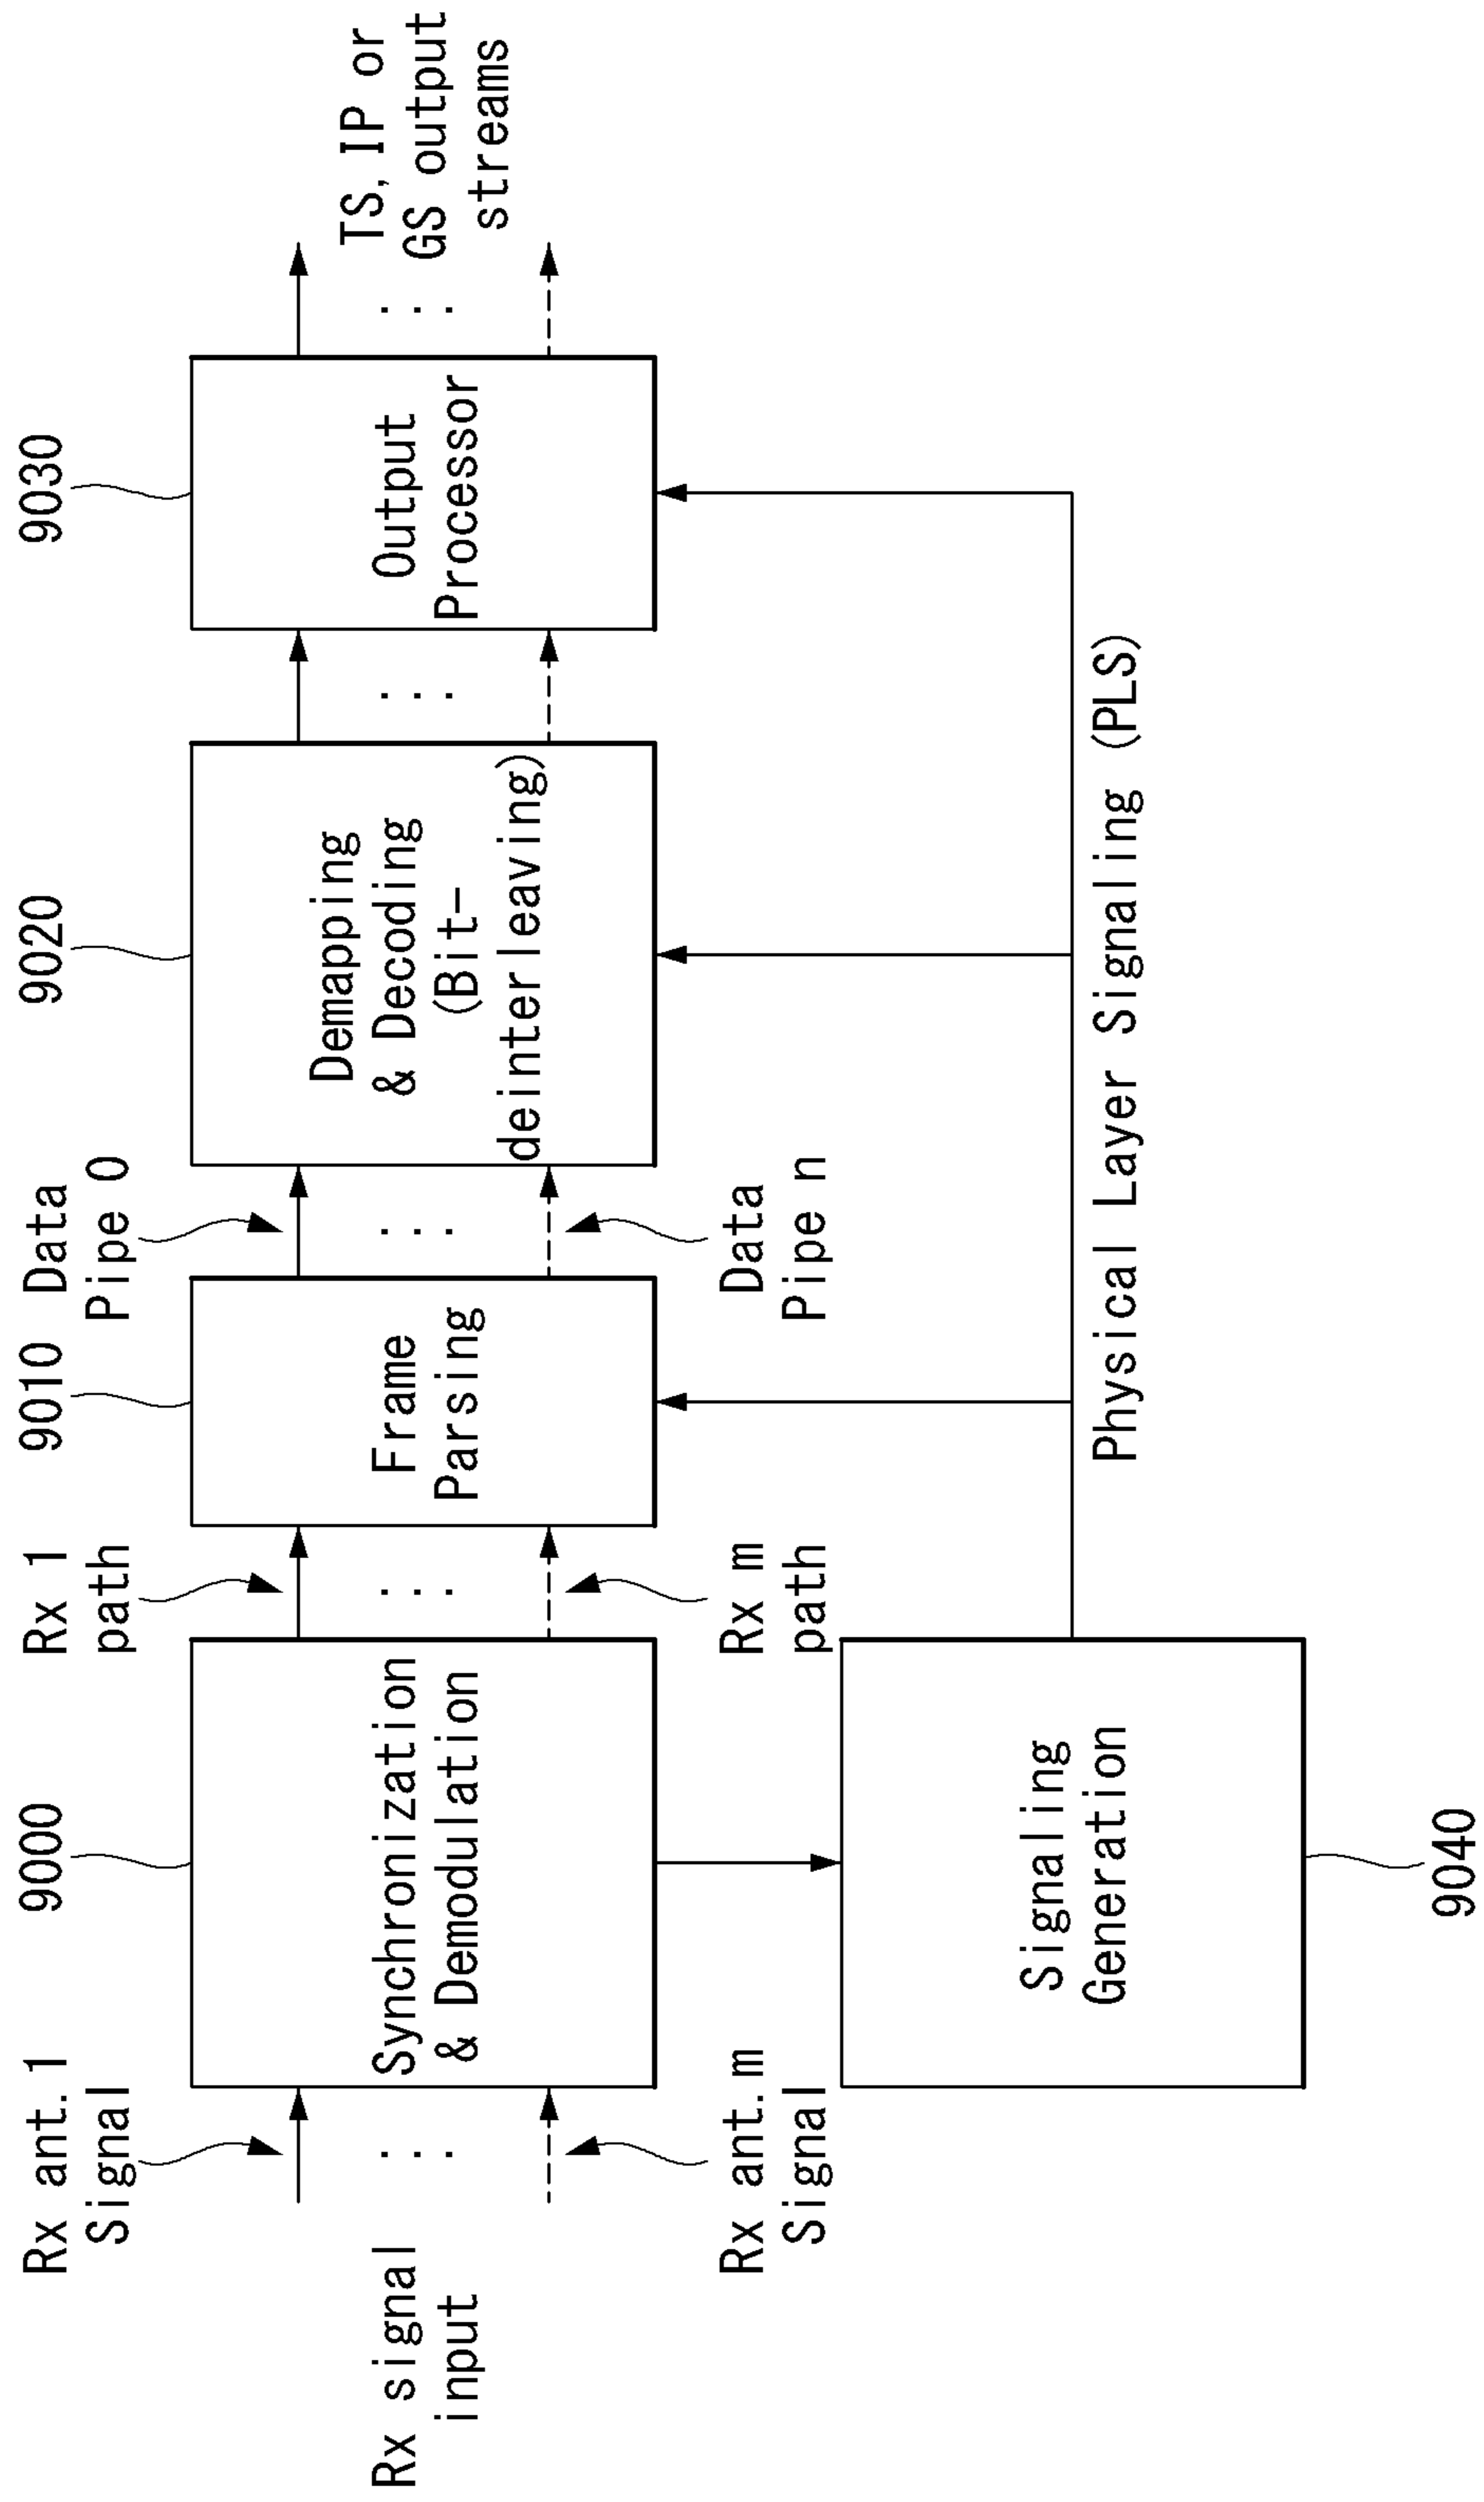 Rx ant.1
Signal
9000
Rx 1
path
9010
Data
Pipe 0
9020
9030
Rx signal
input
Synchronization
& Demodulation
Frame
Parsing
Demapping
& Decoding
(Bit-
deinterleaving)
Output
Processor
TS, IP or
GS output
streams
Rx ant.m
Signal
Rx m
path
Data
Pipe n
Signaling
Generation
Physical Layer Signaling (PLS)
9040